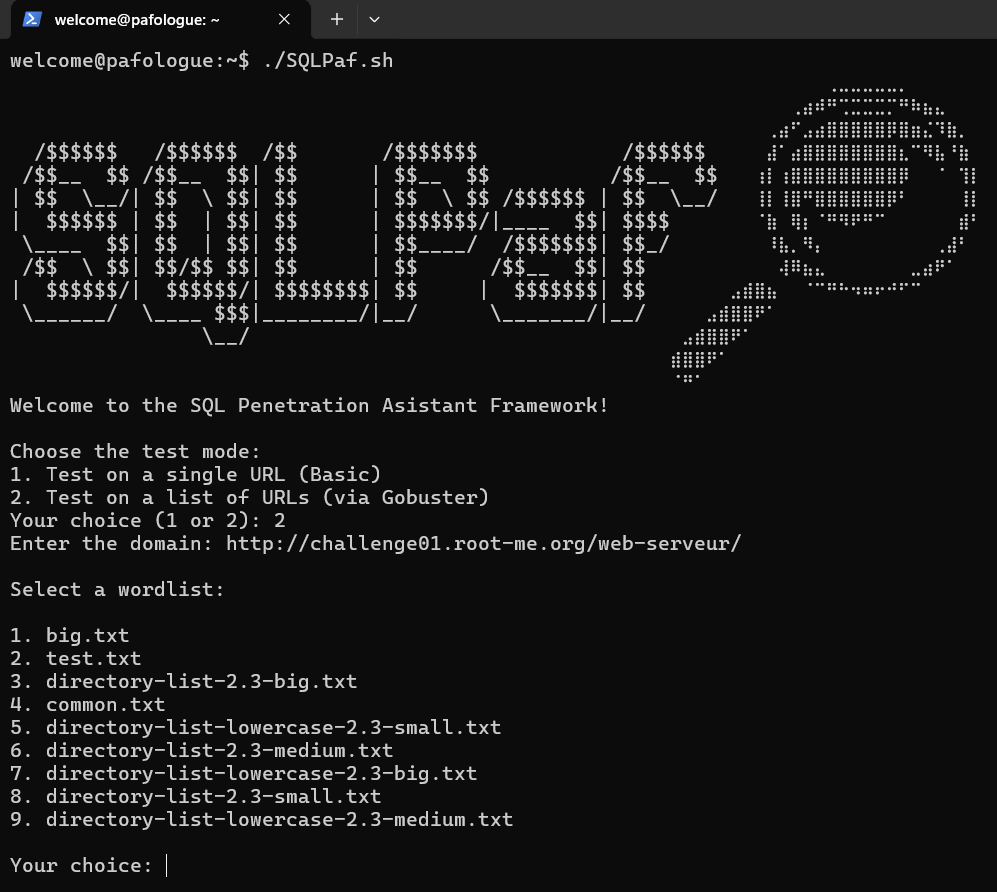 welcome@pafologue: ~
welcome@pafologue:~$ ./SQLPaf.sh
SQLPaF
Welcome to the SQL Penetration Asistant Framework!
Choose the test mode:
1. Test on a single URL (Basic)
2. Test on a list of URLs (via Gobuster)
Your choice (1 or 2): 2
Enter the domain: http://challenge01.root-me.org/web-serveur/
Select a wordlist:
1. big.txt
2. test.txt
3. directory-list-2.3-big.txt
4. common.txt
5. directory-list-lowercase-2.3-small.txt
6. directory-list-2.3-medium.txt
7. directory-list-lowercase-2.3-big.txt
8. directory-list-2.3-small.txt
9. directory-list-lowercase-2.3-medium.txt
Your choice: